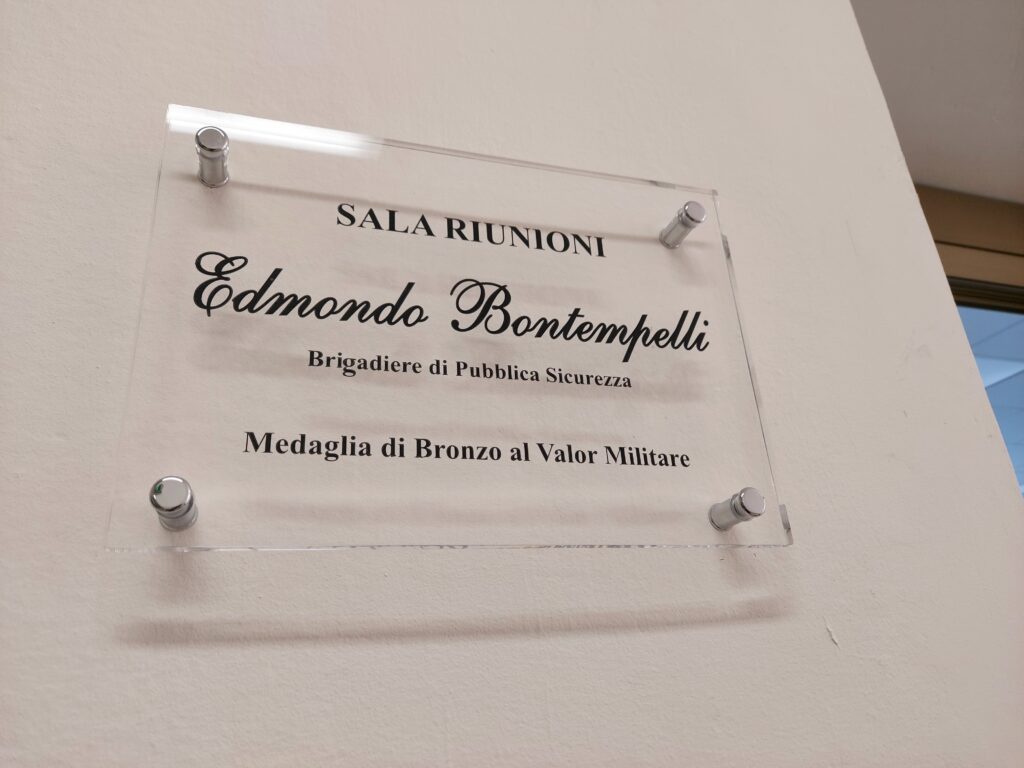 SALA RIUNIONI
Edmondo Bontempelli
Brigadiere di Pubblica Sicurezza
Medaglia di Bronzo al Valor Militare